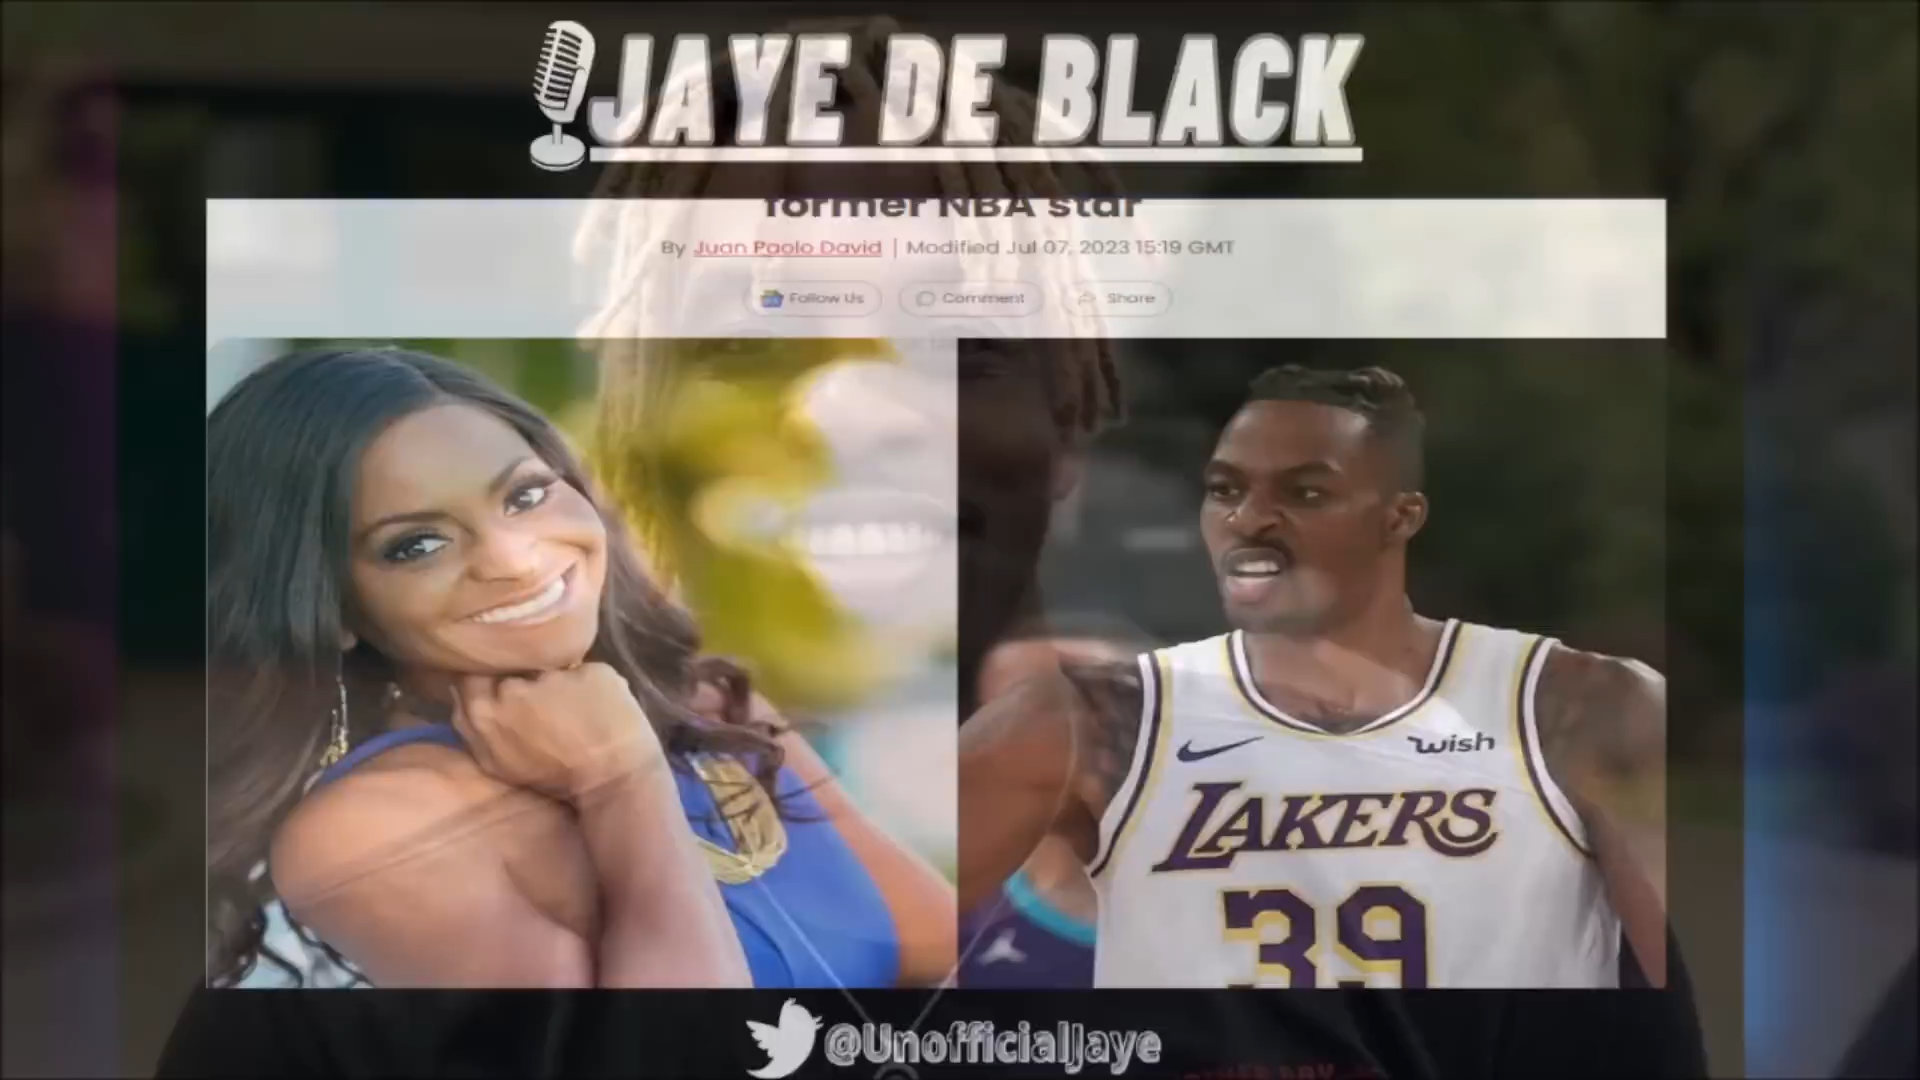 JAYE DE BLACK
former NBA star
By Juan Paolo David | Modified Jul 07, 2023 15:19 GMT
Follow Us Comment Share
wish
LAKERS
39
@UnofficialJaye